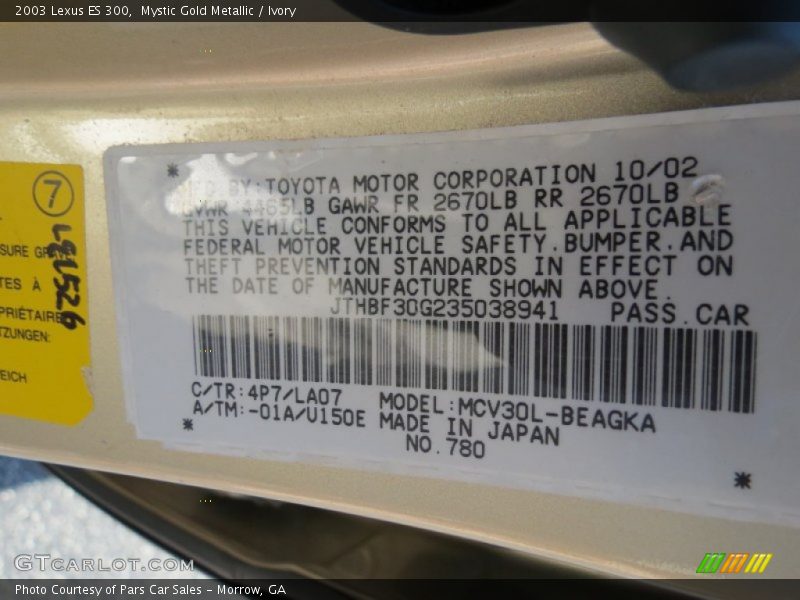 2003 Lexus ES 300, Mystic Gold Metallic / Ivory
MFD BY:TOYOTA MOTOR CORPORATION 10/02
GVWR 4465LB GAWR FR 2670LB RR 2670LB
THIS VEHICLE CONFORMS TO ALL APPLICABLE
FEDERAL MOTOR VEHICLE SAFETY.BUMPER.AND
THEFT PREVENTION STANDARDS IN EFFECT ON
THE DATE OF MANUFACTURE SHOWN ABOVE.
JTHBF30G235038941 PASS.CAR
C/TR:4P7/LA07 MODEL:MCV30L-BEAGKA
A/TM:-01A/U150E MADE IN JAPAN
NO.780
7
SURE
TES À
PRIÉTAIRE
TZUNGEN:
EICH
GTCarLot.com
Photo Courtesy of Pars Car Sales - Morrow, GA